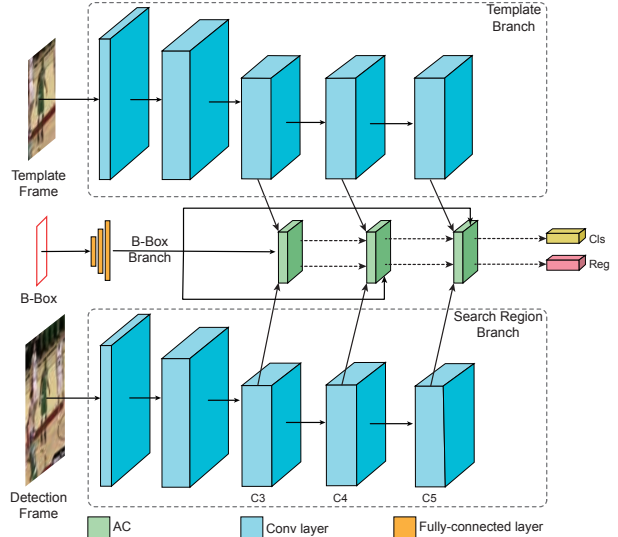 Template
Branch
Template
Frame
B-Box
Branch
B-Box
Cls
Reg
Search Region
Branch
Detection
Frame
C3
C4
C5
AC
Conv layer
Fully-connected layer